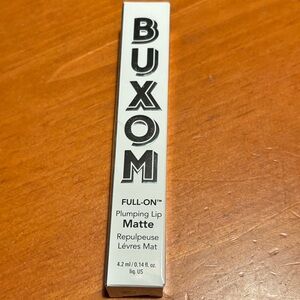 BUXOM
FULL-ON™
Plumping Lip
Matte
Repulpeuse
Lèvres Mat
4.2 ml / 0.14 fl. oz.
liq. US